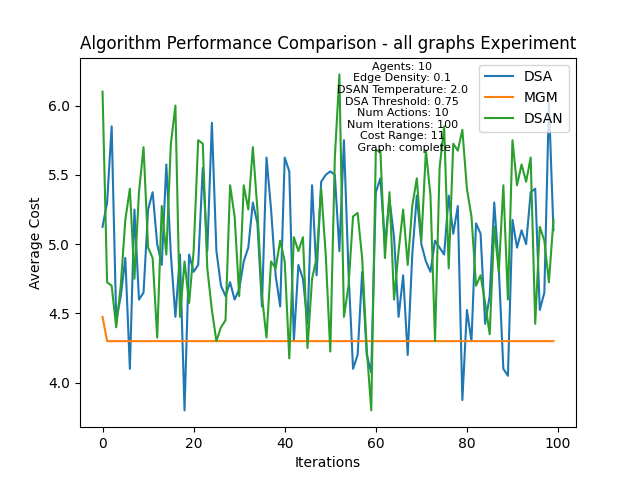 Algorithm Performance Comparison - all graphs Experiment
Agents: 10
Edge Density: 0.1
DSAN Temperature: 2.0
DSA Threshold: 0.75
Num Actions: 10
Num Iterations: 100
Cost Range: 11
Graph: complete
DSA
MGM
DSAN
6.0
5.5
5.0
4.5
4.0
Average Cost
0
20
40
60
80
100
Iterations